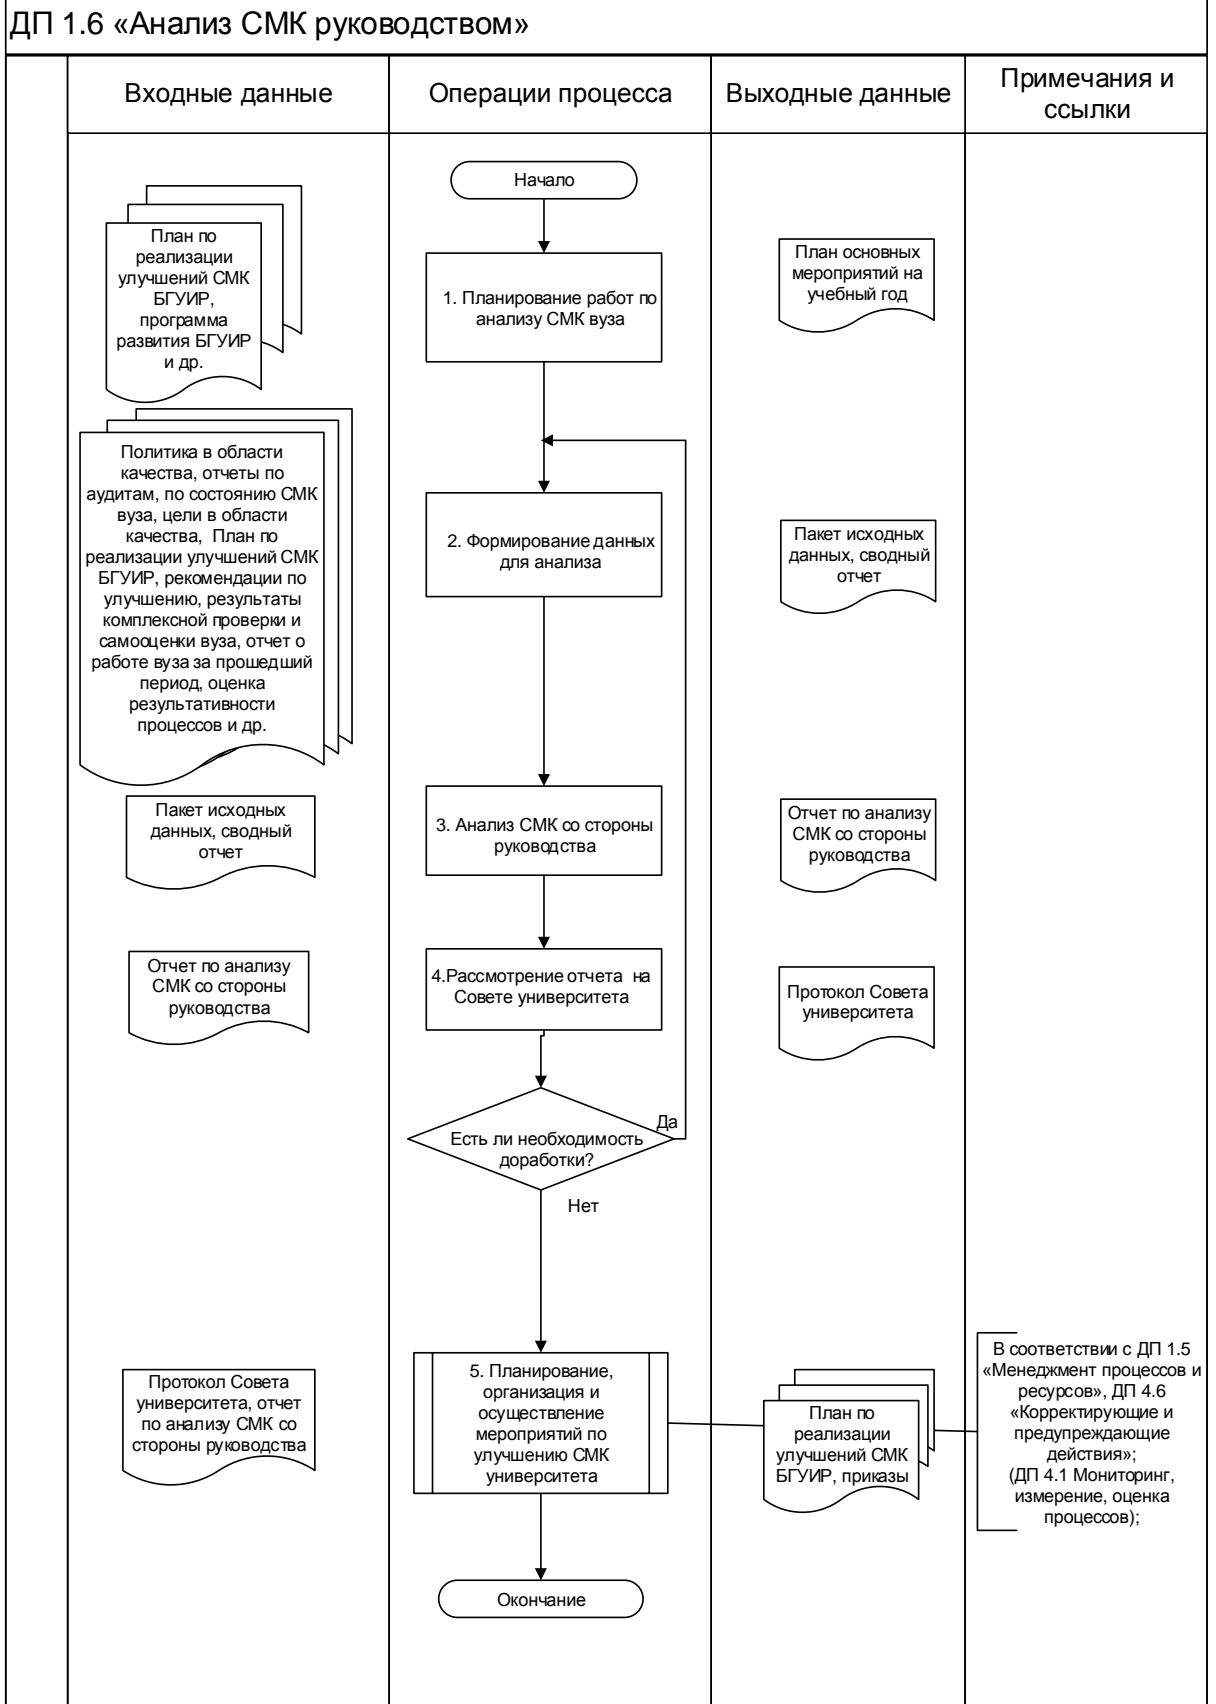 ДП 1.6 «Анализ СМК руководством»
Входные данные
Операции процесса
Выходные данные
Примечания и
ссылки
Начало
План по
реализации
улучшений СМК
БГУИР,
программа
развития БГУИР
и др.
1. Планирование работ по
анализу СМК вуза
План основных
мероприятий на
учебный год
Политика в области
качества, отчеты по
аудитам, по состоянию СМК
вуза, цели в области
качества, План по
реализации улучшений СМК
БГУИР, рекомендации по
улучшению, результаты
комплексной проверки и
самооценки вуза, отчет о
работе вуза за прошедший
период, оценка
результативности
процессов и др.
2. Формирование данных
для анализа
Пакет исходных
данных, сводный
отчет
Пакет исходных
данных, сводный
отчет
3. Анализ СМК со стороны
руководства
Отчет по анализу
СМК со стороны
руководства
Отчет по анализу
СМК со стороны
руководства
4.Рассмотрение отчета на
Совете университета
Протокол Совета
университета
Да
Есть ли необходимость
доработки?
Нет
Протокол Совета
университета, отчет
по анализу СМК со
стороны руководства
5. Планирование,
организация и
осуществление
мероприятий по
улучшению СМК
университета
План по
реализации
улучшений СМК
БГУИР, приказы
В соответствии с ДП 1.5
«Менеджмент процессов и
ресурсов», ДП 4.6
«Корректирующие и
предупреждающие
действия»;
(ДП 4.1 Мониторинг,
измерение, оценка
процессов);
Окончание